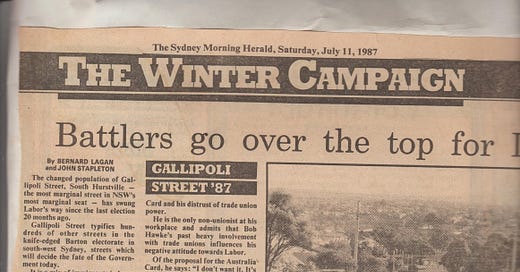 The Sydney Morning Herald, Saturday, July 11, 1987
THE WINTER CAMPAIGN
Battlers go over the top for
By BERNARD LAGAN
and JOHN STAPLETON
The changed population of Gal-
lipoli Street, South Hurstville —
the most marginal street in NSW's
most marginal seat — has swung
Labor's way since the last election
20 months ago.
Gallipoli Street typifies hund-
reds of other streets in the
knife-edged Barton electorate in
south-west Sydney, streets which
will decide the fate of the Govern-
ment today.
GALLIPOLI
STREET '87
Card and his distrust of trade union
power.
He is the only non-unionist at his
workplace and admits that Bob
Hawke's past heavy involvement
with trade unions influences his
negative attitude towards Labor.
Of the proposal for the Australia
Card, he says: "I don't want it. It's